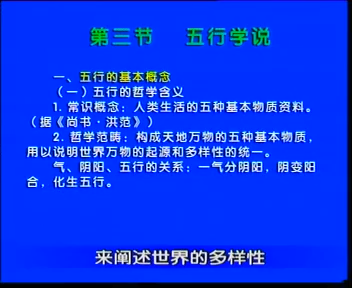 第三节 五行学说
一、五行的基本概念
（一）五行的哲学含义
1. 常识概念：人类生活的五种基本物质资料。
（据《尚书·洪范》）
2. 哲学范畴：构成天地万物的五种基本物质，
用以说明世界万物的起源和多样性的统一。
气、阴阳、五行的关系：一气分阴阳，阴变阳
合，化生五行。
来阐述世界的多样性